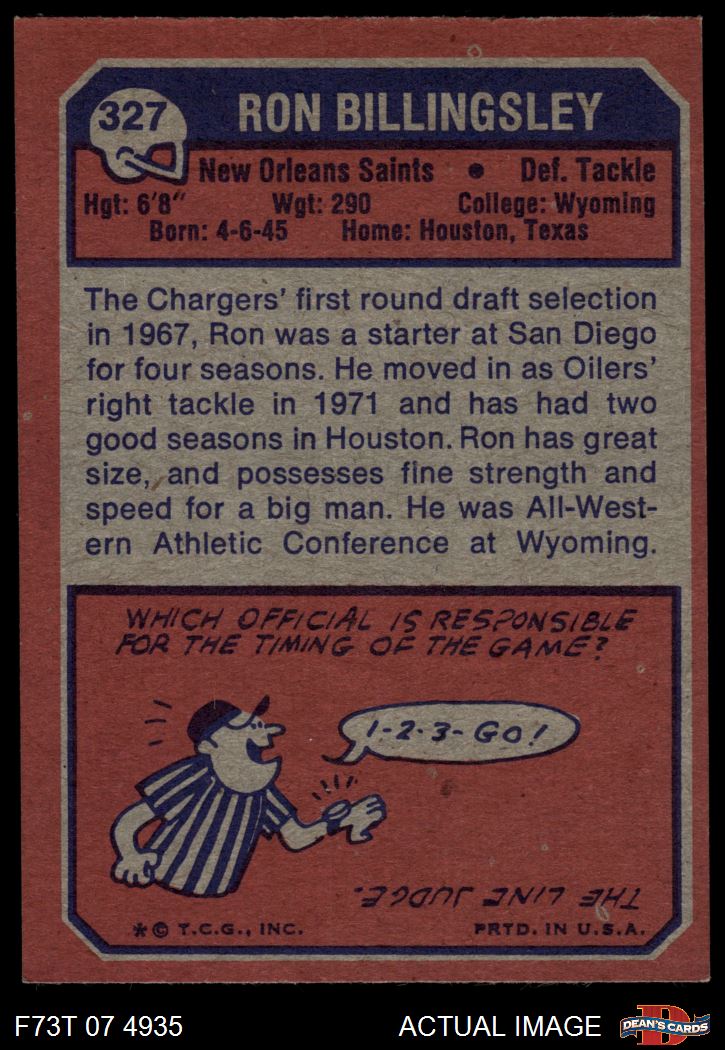 327
RON BILLINGSLEY
New Orleans Saints • Def. Tackle
Hgt: 6'8" Wgt: 290 College: Wyoming
Born: 4-6-45 Home: Houston, Texas
The Chargers' first round draft selection
in 1967, Ron was a starter at San Diego
for four seasons. He moved in as Oilers'
right tackle in 1971 and has had two
good seasons in Houston. Ron has great
size, and possesses fine strength and
speed for a big man. He was All-West-
ern Athletic Conference at Wyoming.
WHICH OFFICIAL IS RESPONSIBLE
FOR THE TIMING OF THE GAME?
1-2-3-GO!
THE LINE JUDGE.
* © T.C.G., INC. PRTD. IN U.S.A.
F73T 07 4935 ACTUAL IMAGE
D
DEAN'S CARDS